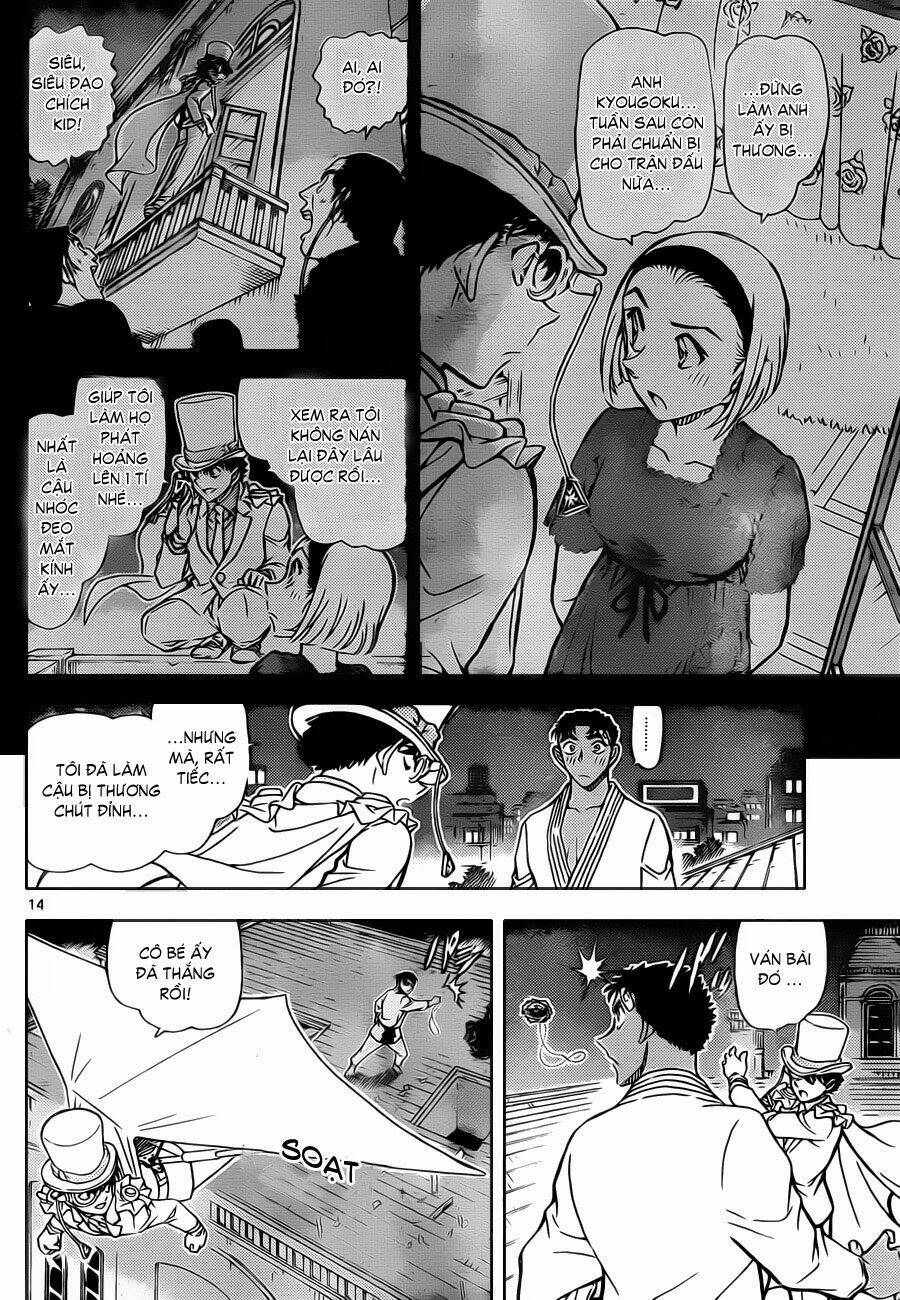 ...ĐỪNG
LÀM ANH
ẤY BỊ
THƯƠNG...
ANH
KYOUGOKU...
TUẦN SAU CÒN
PHẢI CHUẨN BỊ
CHO TRẬN ĐẤU
NỮA...
AI, AI
ĐÓ?!
SIÊU,
SIÊU ĐẠO
CHÍCH
KID!
XEM RA TÔI
KHÔNG NÁN
LẠI ĐÂY LÂU
ĐƯỢC RỒI...
GIÚP TÔI
LÀM HỌ
PHÁT
HOẢNG
LÊN 1 TÍ
NHÉ...
NHẤT
LÀ CẬU
NHÓC
ĐEO
MẮT
KÍNH
ẤY...
.......
...NHƯNG
MÀ, RẤT
TIẾC...
TÔI ĐÃ LÀM
CẬU BỊ THƯƠNG
CHÚT ĐỈNH...
14
VÁN BÀI
ĐÓ ...
CÔ BÉ ẤY
ĐÃ THẮNG
RỒI!
SOẠT